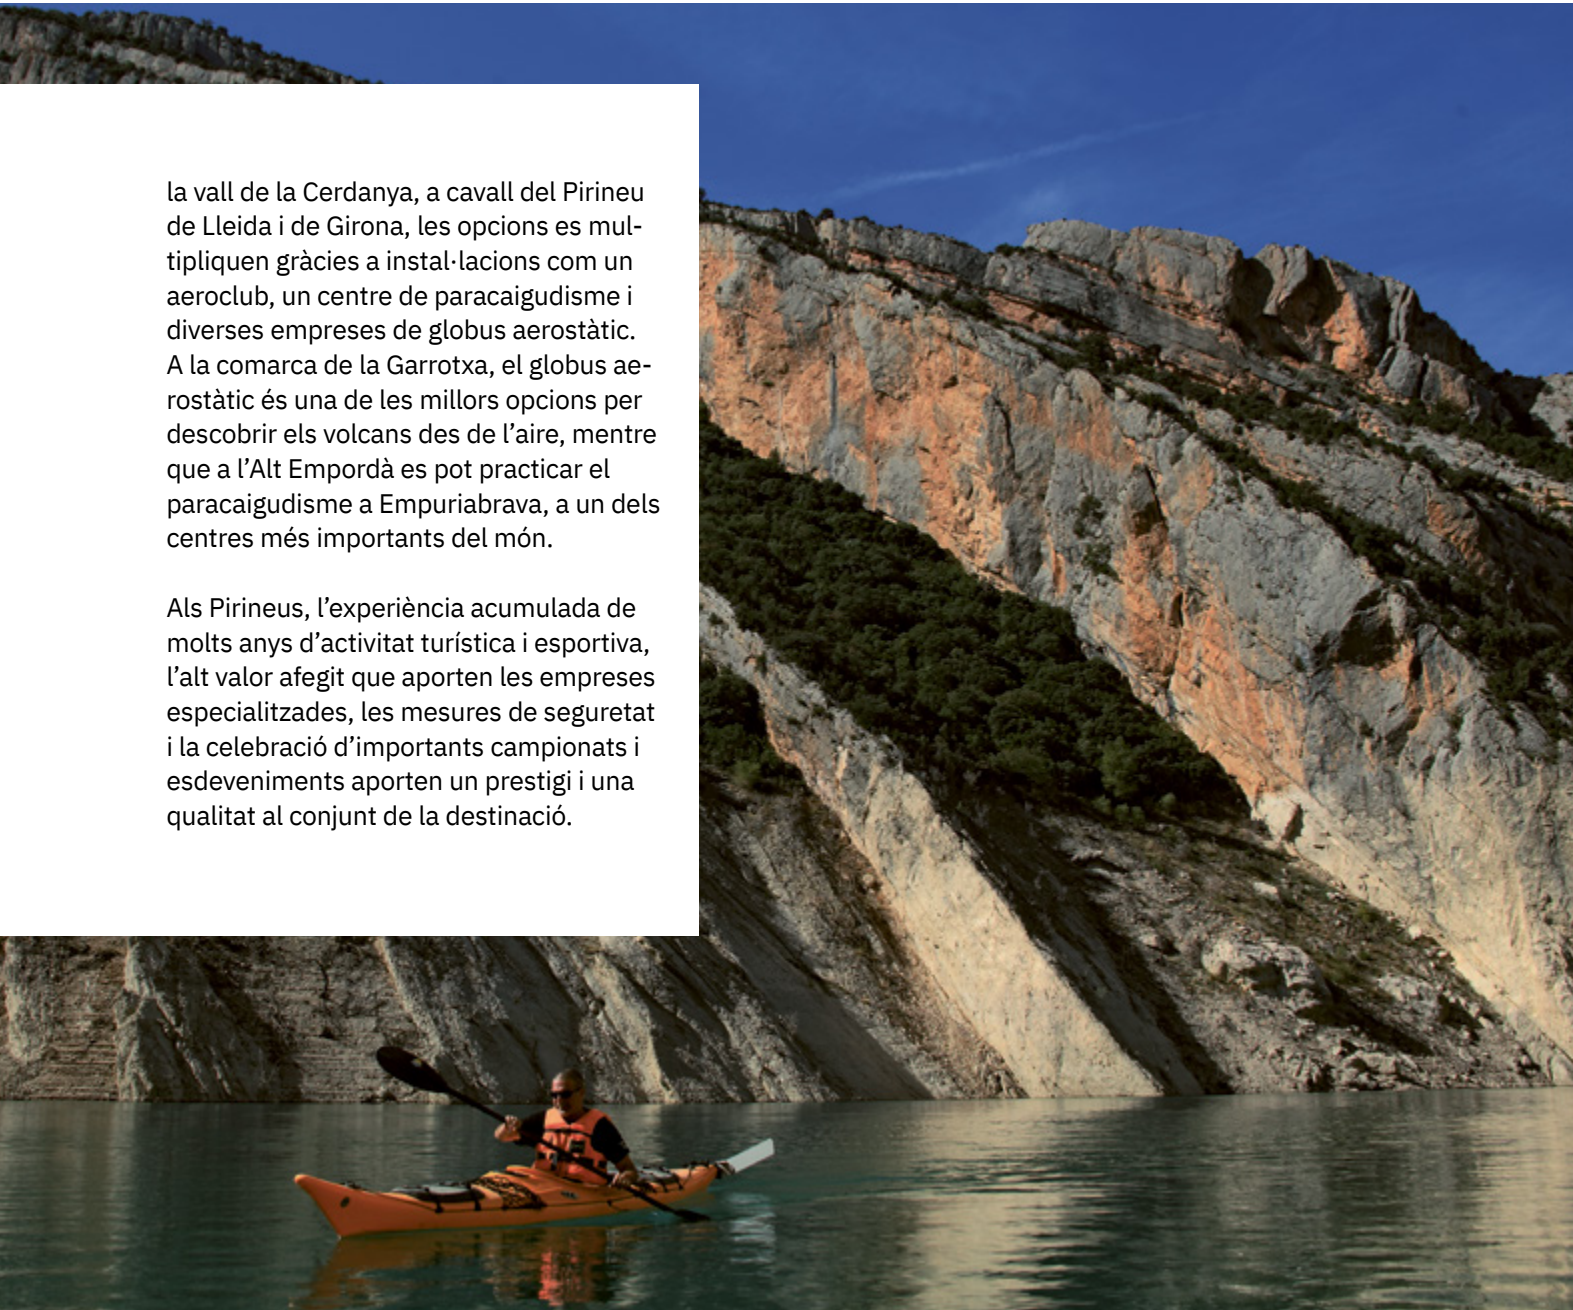 la vall de la Cerdanya, a cavall del Pirineu
de Lleida i de Girona, les opcions es mul-
tipliquen gràcies a instal·lacions com un
aeroclub, un centre de paracaigudisme i
diverses empreses de globus aerostàtic.
A la comarca de la Garrotxa, el globus ae-
rostàtic és una de les millors opcions per
descobrir els volcans des de l’aire, mentre
que a l’Alt Empordà es pot practicar el
paracaigudisme a Empuriabrava, a un dels
centres més importants del món.
Als Pirineus, l’experiència acumulada de
molts anys d’activitat turística i esportiva,
l’alt valor afegit que aporten les empreses
especialitzades, les mesures de seguretat
i la celebració d’importants campionats i
esdeveniments aporten un prestigi i una
qualitat al conjunt de la destinació.